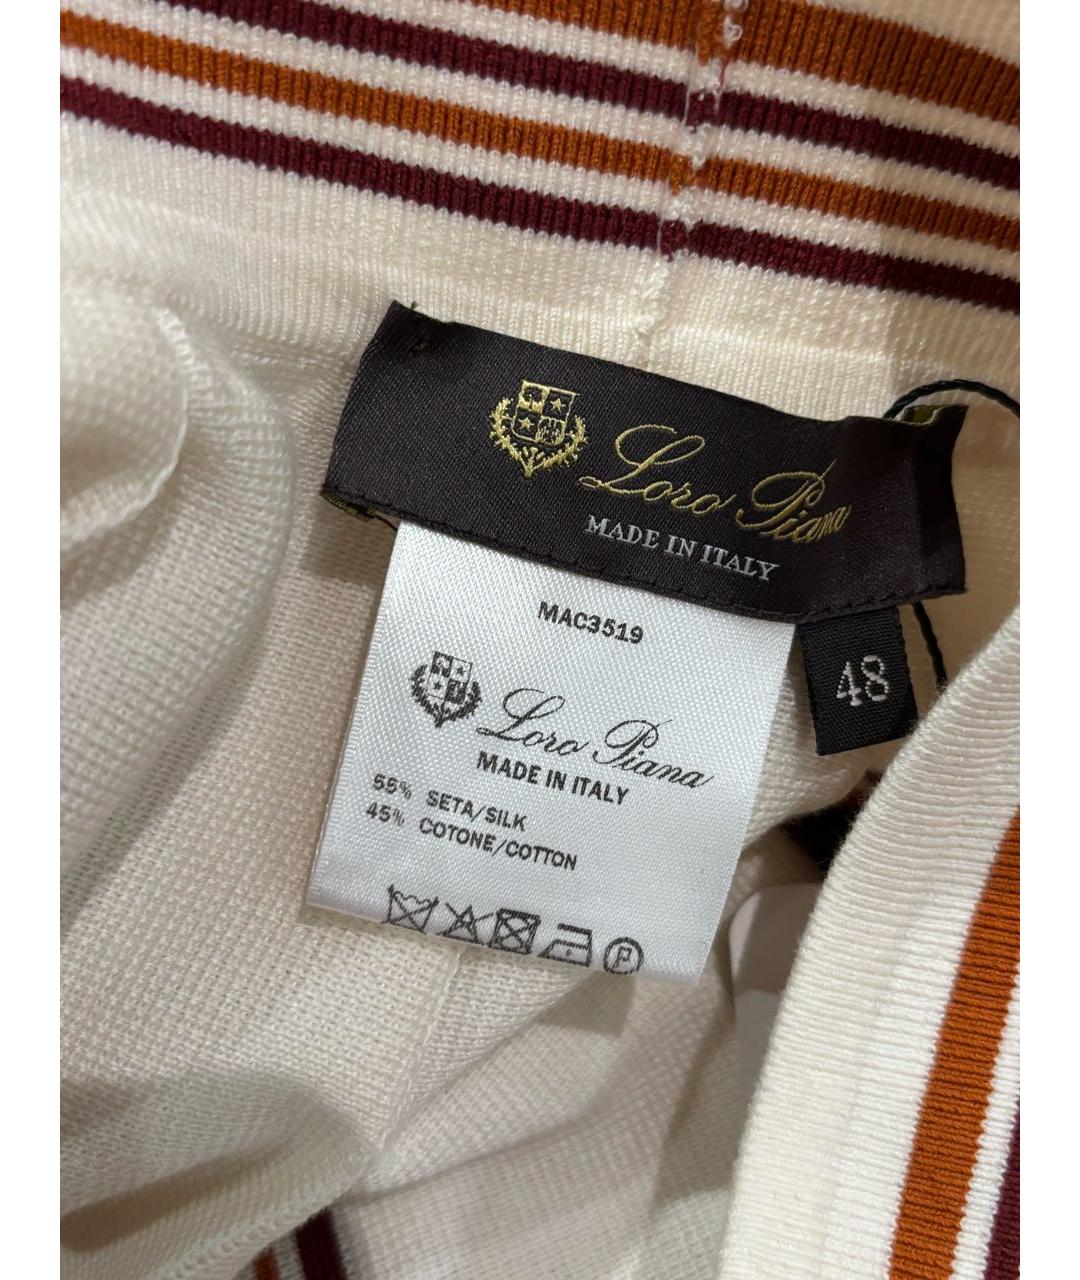 Loro Piana
MADE IN ITALY
48
MAC3519
Loro Piana
MADE IN ITALY
55% SETA/SILK
45% COTONE/COTTON
P